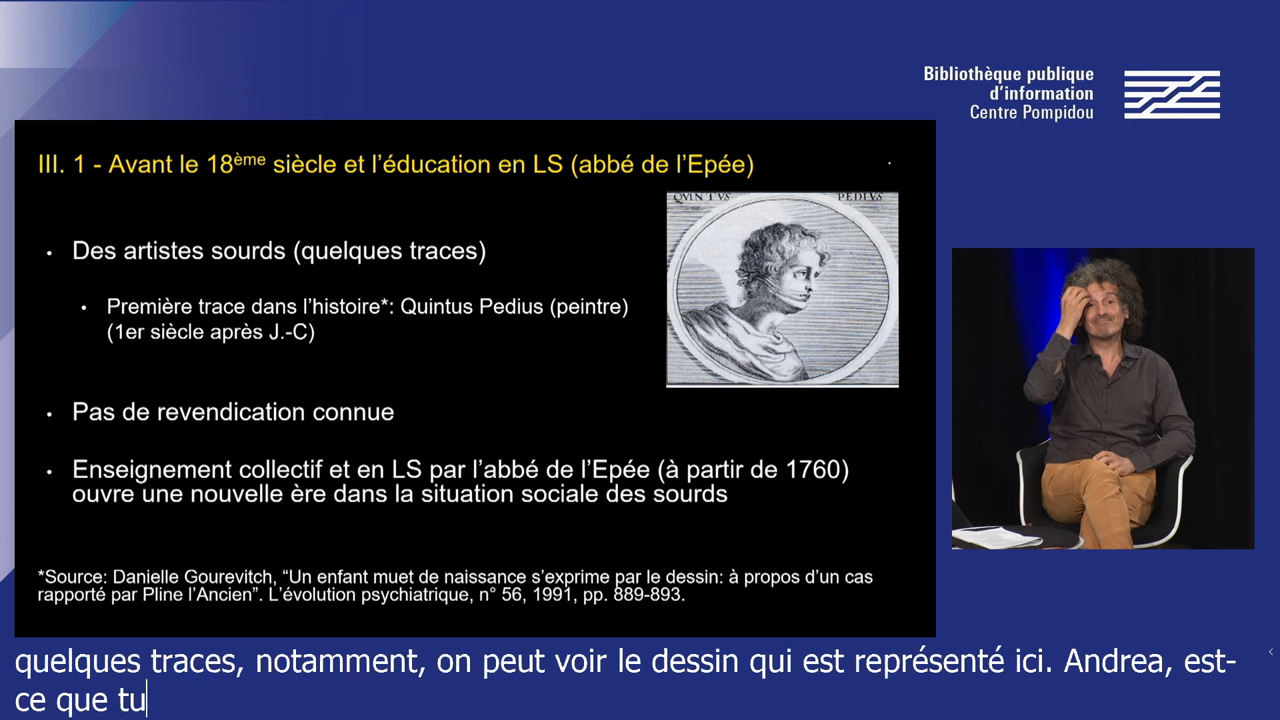 Bibliothèque publique
d’information
Centre Pompidou
III. 1 - Avant le 18ème siècle et l’éducation en LS (abbé de l’Epée)
QVINTVS PEDIVS
• Des artistes sourds (quelques traces)
• Première trace dans l’histoire*: Quintus Pedius (peintre)
(1er siècle après J.-C)
• Pas de revendication connue
• Enseignement collectif et en LS par l’abbé de l’Epée (à partir de 1760)
ouvre une nouvelle ère dans la situation sociale des sourds
*Source: Danielle Gourevitch, “Un enfant muet de naissance s’exprime par le dessin: à propos d’un cas
rapporté par Pline l’Ancien”. L’évolution psychiatrique, n° 56, 1991, pp. 889-893.
quelques traces, notamment, on peut voir le dessin qui est représenté ici. Andrea, est-
ce que tu